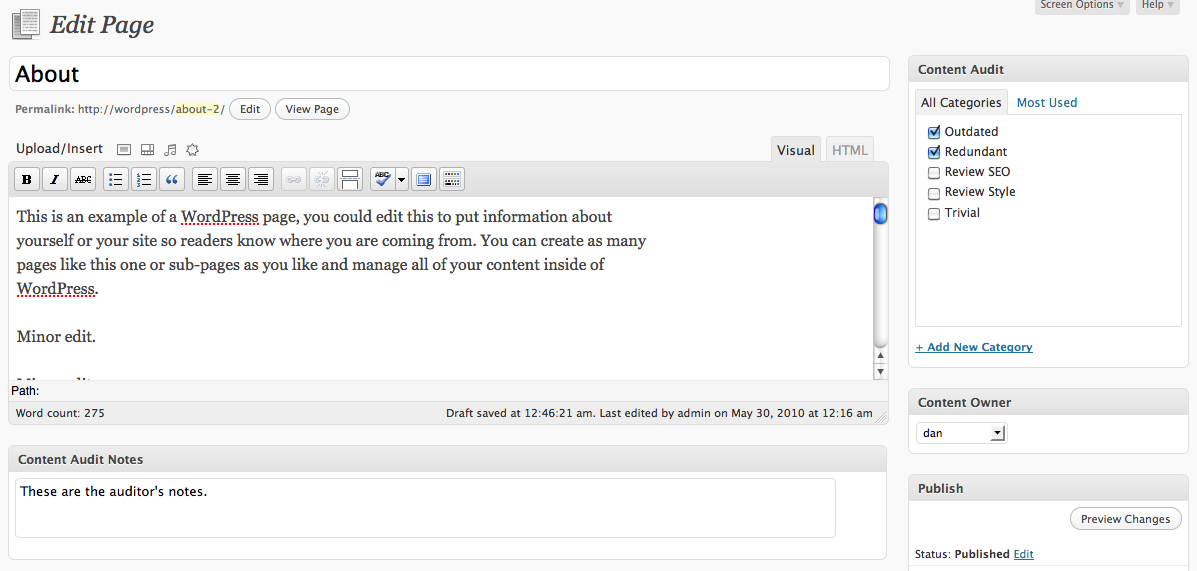 Screen Options
Help
Edit Page
About
Permalink: http://wordpress/about-2/ Edit View Page
Upload/Insert
Visual HTML
B I ABC ABC
This is an example of a WordPress page, you could edit this to put information about
yourself or your site so readers know where you are coming from. You can create as many
pages like this one or sub-pages as you like and manage all of your content inside of
WordPress.
Minor edit.
Path:
Word count: 275
Draft saved at 12:46:21 am. Last edited by admin on May 30, 2010 at 12:16 am
Content Audit Notes
These are the auditor's notes.
Content Audit
All Categories Most Used
Outdated
Redundant
Review SEO
Review Style
Trivial
+ Add New Category
Content Owner
dan
Publish
Preview Changes
Status: Published Edit